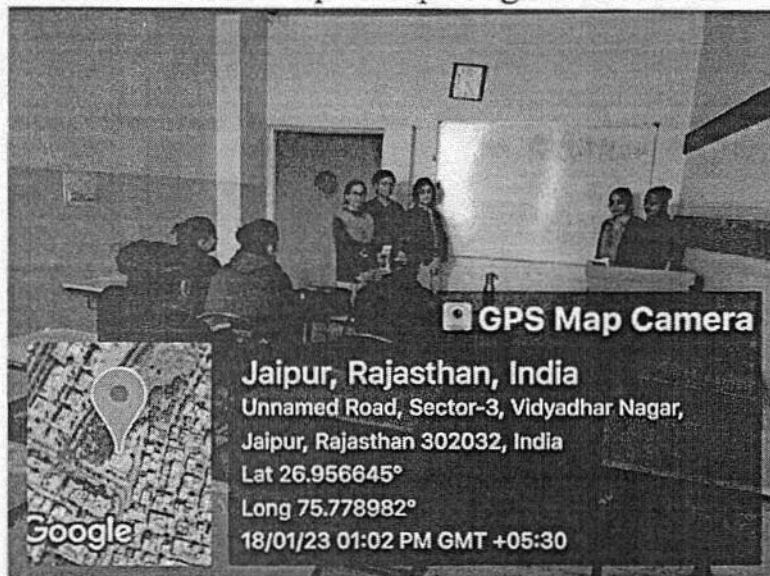 GPS Map Camera
Jaipur, Rajasthan, India
Unnamed Road, Sector-3, Vidyadhar Nagar,
Jaipur, Rajasthan 302032, India
Lat 26.956645°
Long 75.778982°
18/01/23 01:02 PM GMT +05:30
Google